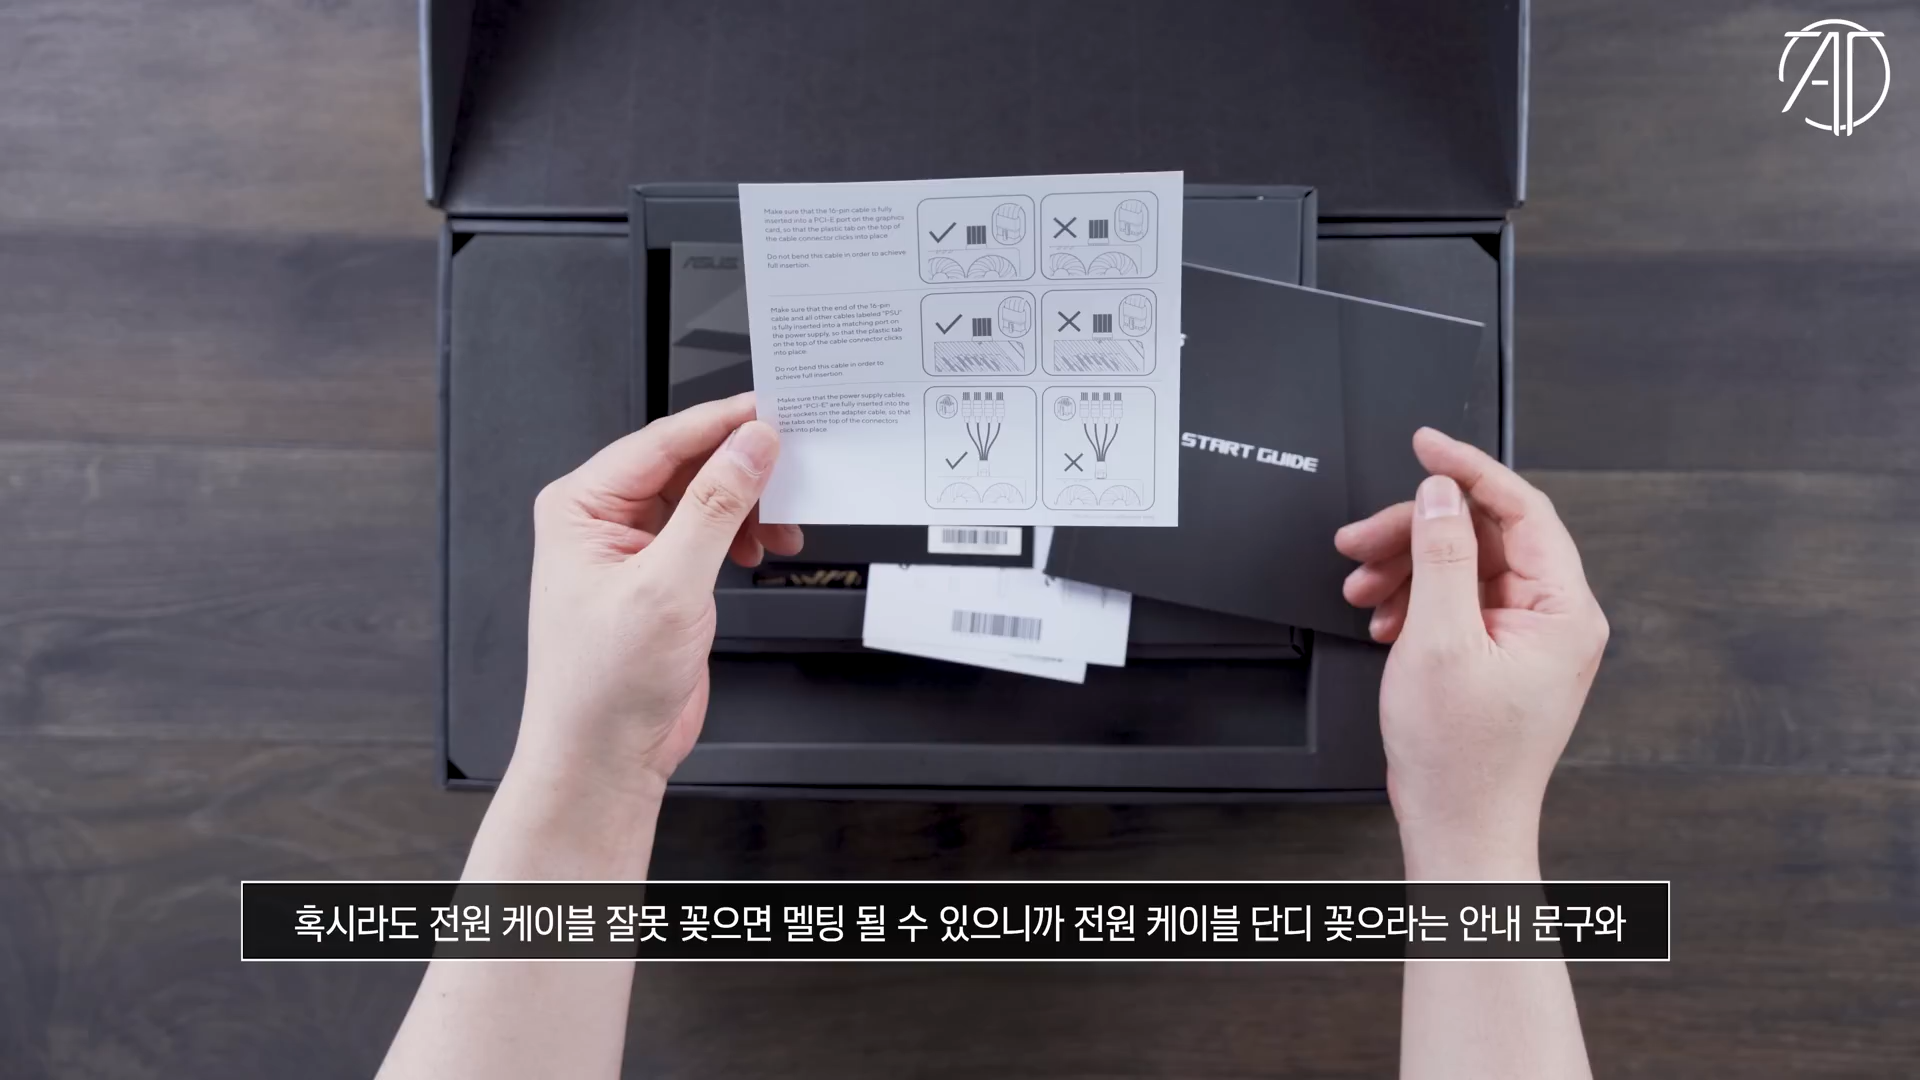 Make sure that the 16-pin cable is fully
inserted into a PCI-E port on the graphics
card, so that the plastic tab on the top of
the cable connector clicks into place.
Do not bend this cable in order to achieve
full insertion.
Make sure that the end of the 16-pin
cable and all other cables labeled "PSU"
is fully inserted into a matching port on
the power supply, so that the plastic tab
on the top of the cable connector clicks
into place.
Do not bend this cable in order to
achieve full insertion.
Make sure that the power supply cables
labeled "PCI-E" are fully inserted into the
four sockets on the adapter cable, so that
the tabs on the top of the connectors
click into place.
ASUS
START GUIDE
혹시라도 전원 케이블 잘못 꽂으면 멜팅 될 수 있으니까 전원 케이블 단디 꽂으라는 안내 문구와